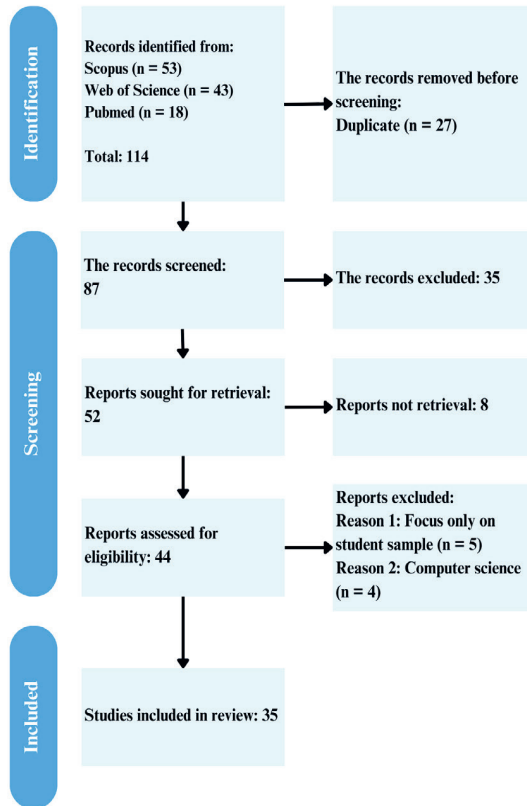 Identification
Records identified from:
Scopus (n = 53)
Web of Science (n = 43)
Pubmed (n = 18)
Total: 114
The records removed before
screening:
Duplicate (n = 27)
Screening
The records screened:
87
The records excluded: 35
Reports sought for retrieval:
52
Reports not retrieval: 8
Reports assessed for
eligibility: 44
Reports excluded:
Reason 1: Focus only on
student sample (n = 5)
Reason 2: Computer science
(n = 4)
Included
Studies included in review: 35